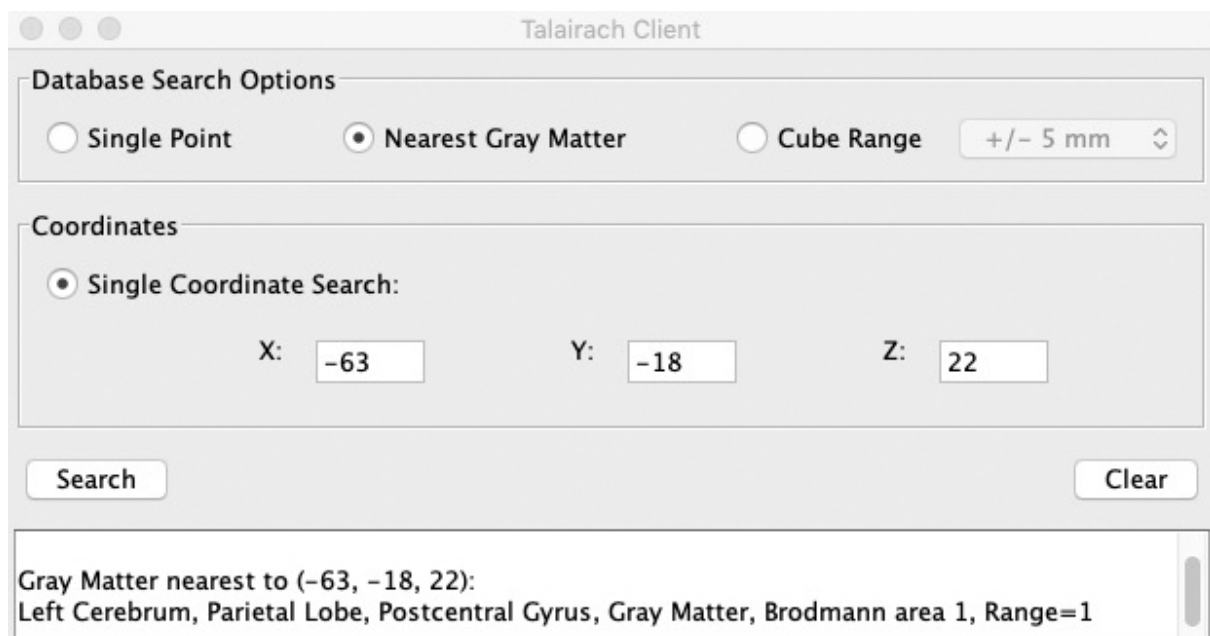 Talairach Client
Database Search Options
Single Point Nearest Gray Matter Cube Range +/− 5 mm
Coordinates
Single Coordinate Search:
X: −63 Y: −18 Z: 22
Search Clear
Gray Matter nearest to (−63, −18, 22):
Left Cerebrum, Parietal Lobe, Postcentral Gyrus, Gray Matter, Brodmann area 1, Range=1